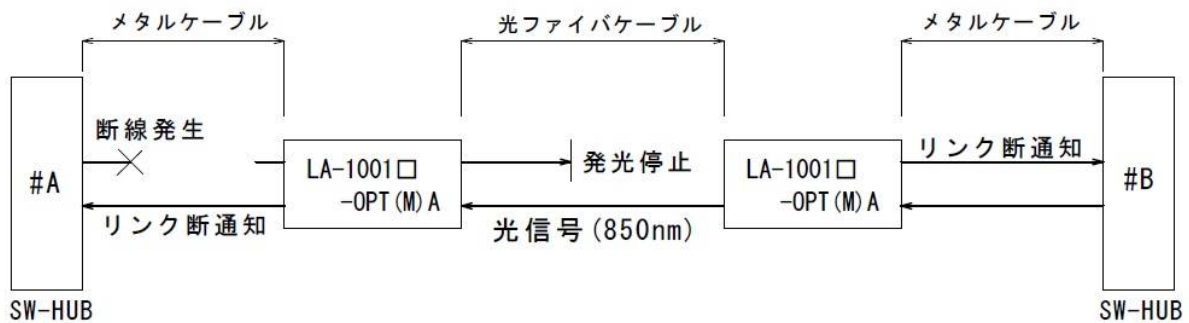 メタルケーブル
光ファイバケーブル
メタルケーブル
断線発生
#A
LA-1001□
-OPT(M)A
発光停止
LA-1001□
-OPT(M)A
リンク断通知
#B
リンク断通知
光信号(850nm)
SW-HUB
SW-HUB